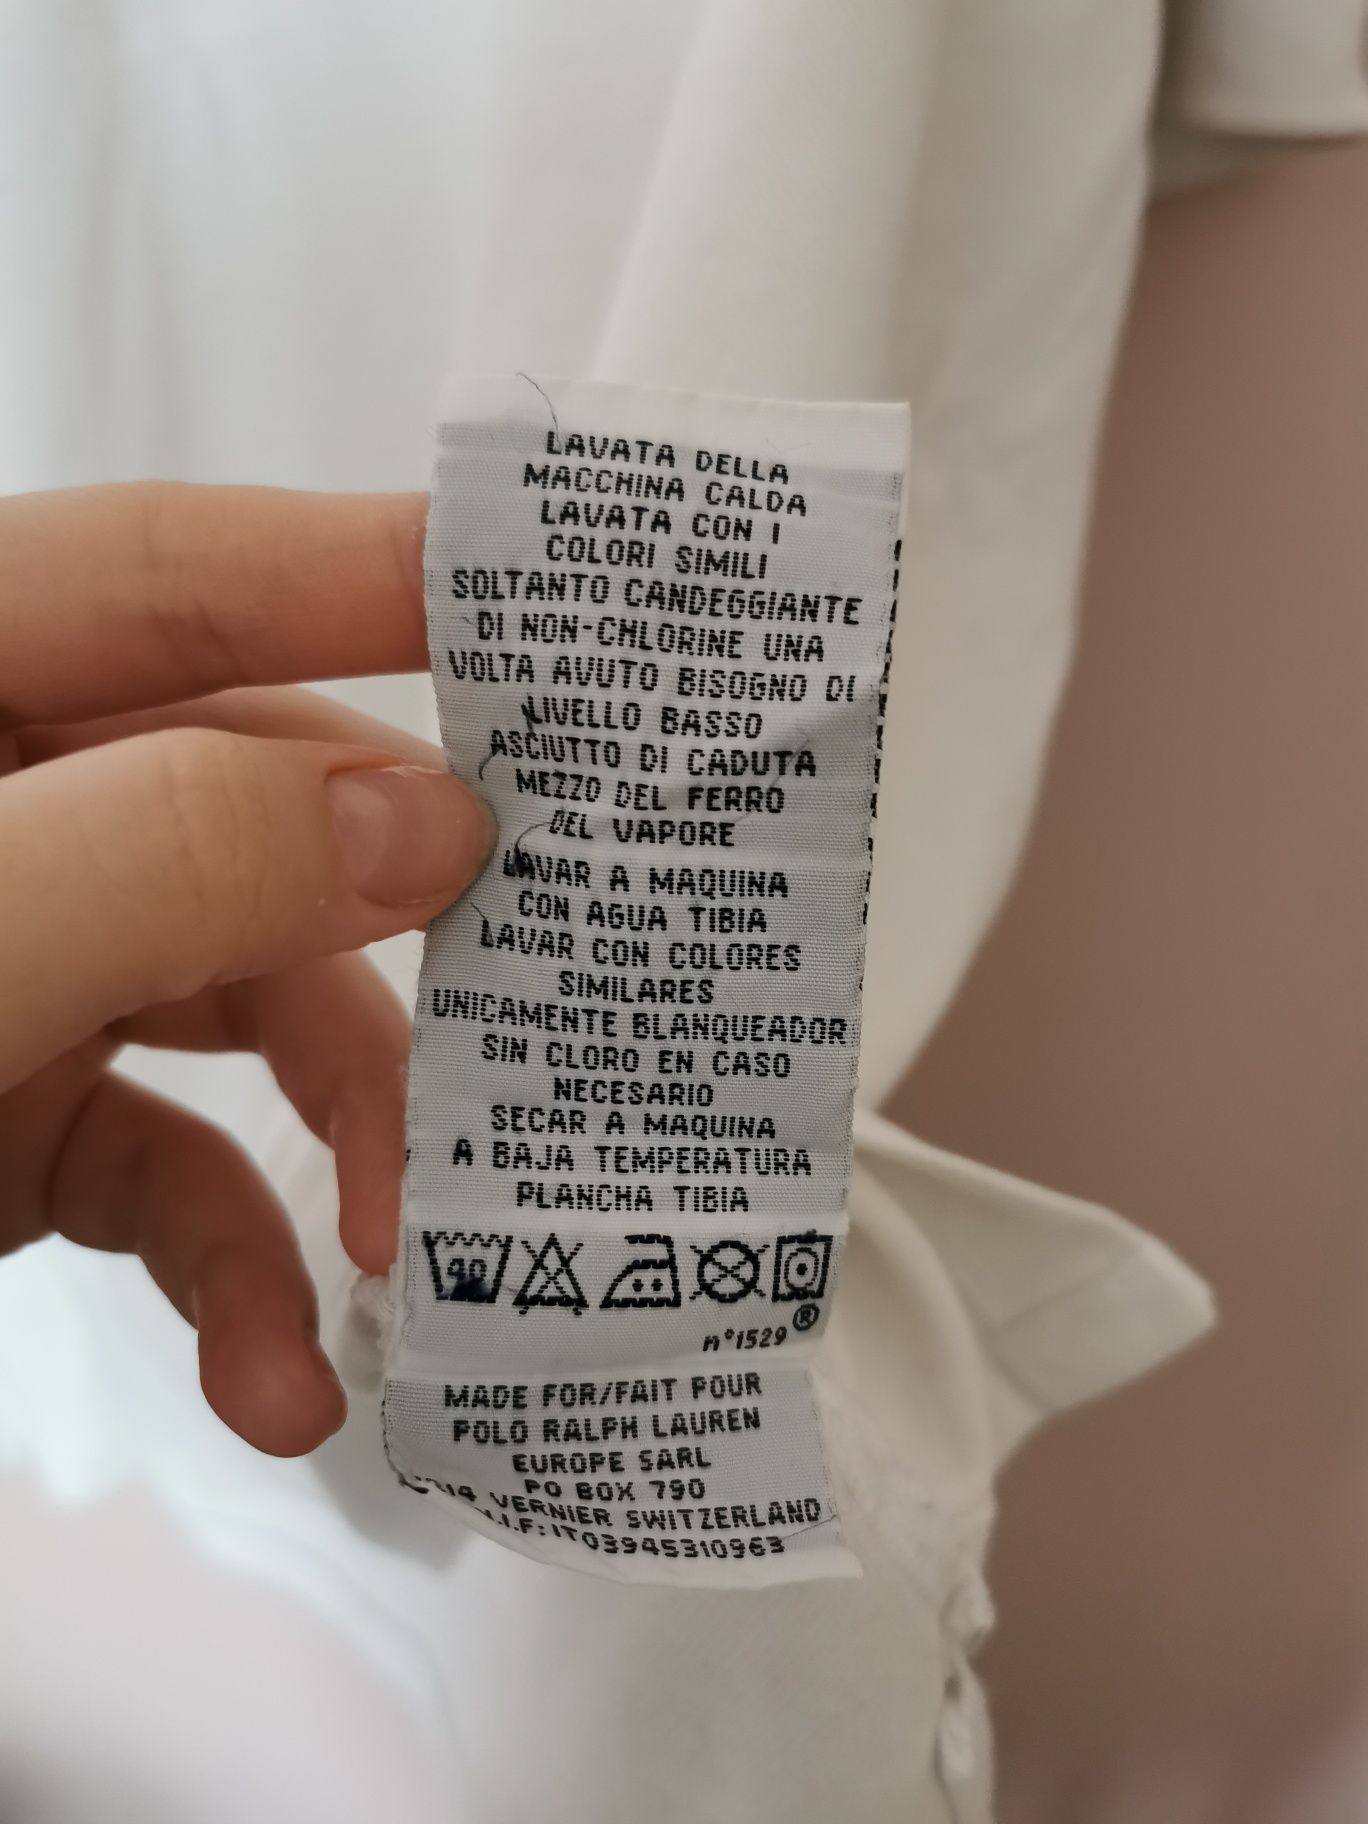 LAVATA DELLA
MACCHINA CALDA
LAVATA CON I
COLORI SIMILI
SOLTANTO CANDEGGIANTE
DI NON-CHLORINE UNA
VOLTA AVUTO BISOGNO DI
LIVELLO BASSO
ASCIUTTO DI CADUTA
MEZZO DEL FERRO
DEL VAPORE
LAVAR A MAQUINA
CON AGUA TIBIA
LAVAR CON COLORES
SIMILARES
UNICAMENTE BLANQUEADOR
SIN CLORO EN CASO
NECESARIO
SECAR A MAQUINA
A BAJA TEMPERATURA
PLANCHA TIBIA
40
®
n°1529
MADE FOR/FAIT POUR
POLO RALPH LAUREN
EUROPE SARL
PO BOX 790
VERNIER SWITZERLAND
IT03945310963